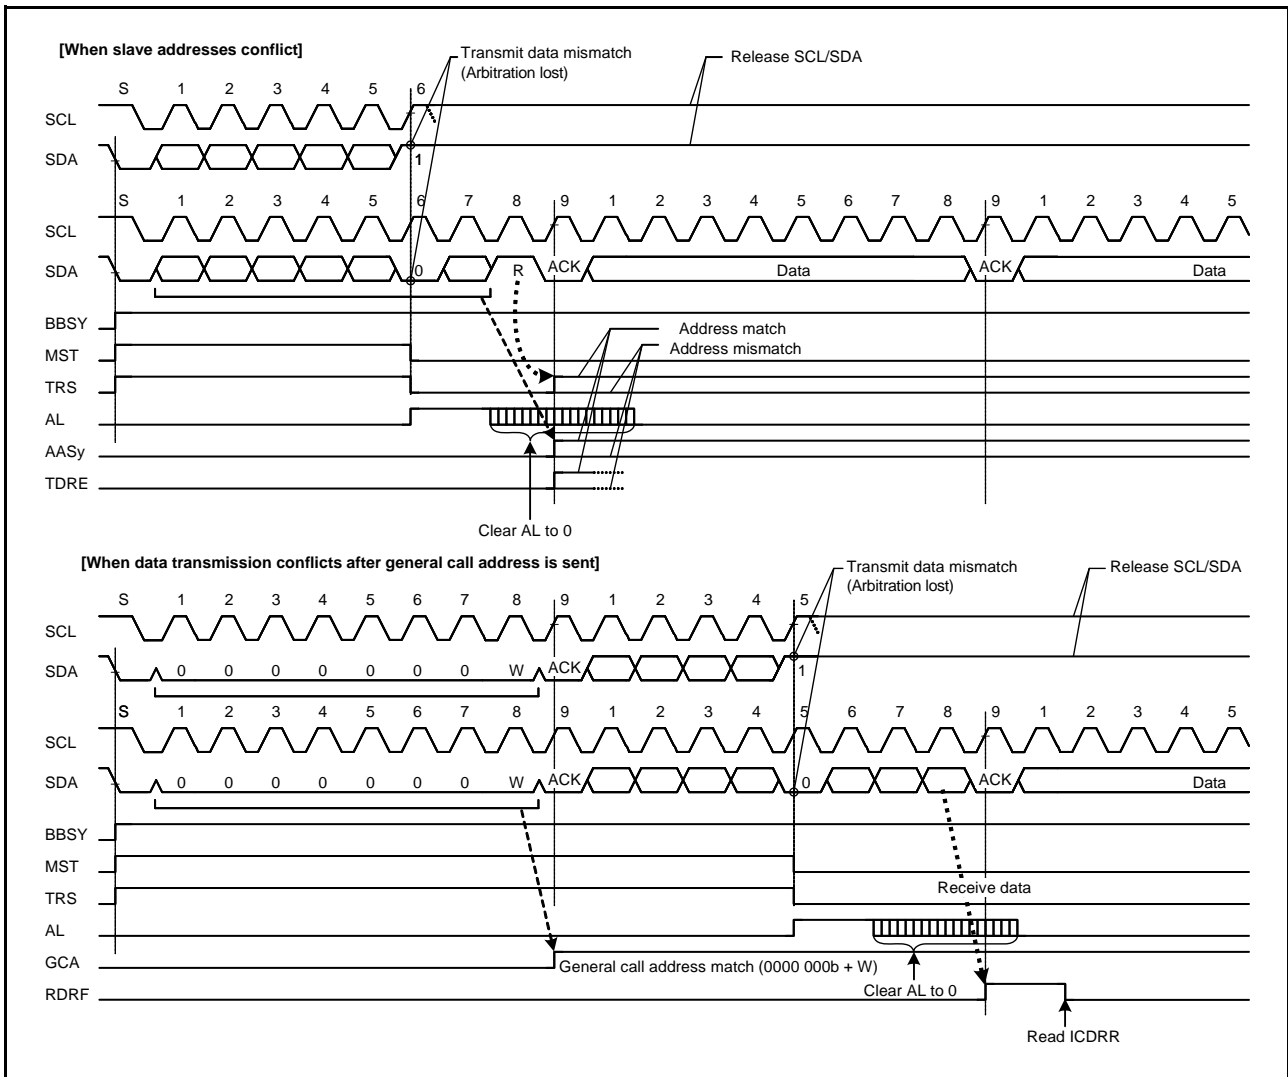 [When slave addresses conflict]
Transmit data mismatch
(Arbitration lost)
Release SCL/SDA
S 1 2 3 4 5 6
SCL
SDA 1
S 1 2 3 4 5 6 7 8 9 1 2 3 4 5 6 7 8 9 1 2 3 4 5
SCL
SDA 0 R ACK Data ACK Data
BBSY
Address match
MST
Address mismatch
TRS
AL
AASy
TDRE
Clear AL to 0
[When data transmission conflicts after general call address is sent]
Transmit data mismatch
(Arbitration lost)
Release SCL/SDA
S 1 2 3 4 5 6 7 8 9 1 2 3 4 5
SCL
SDA 0 0 0 0 0 0 0 W ACK 1
S 1 2 3 4 5 6 7 8 9 1 2 3 4 5 6 7 8 9 1 2 3 4 5
SCL
SDA 0 0 0 0 0 0 0 W ACK 0 ACK Data
BBSY
MST
Receive data
TRS
AL
GCA
General call address match (0000 000b + W)
Clear AL to 0
RDRF
Read ICDRR